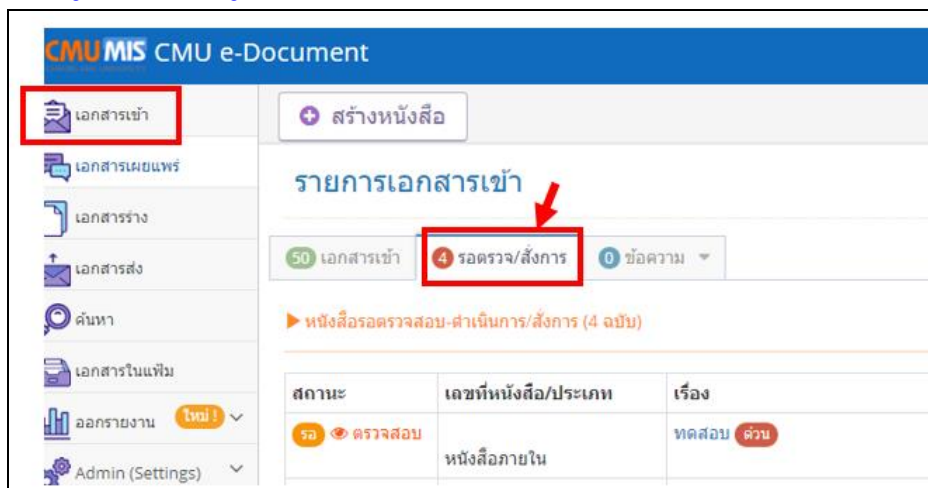 CMU MIS CMU e-Document
เอกสารเข้า
เอกสารเผยแพร่
เอกสารร่าง
เอกสารส่ง
ค้นหา
เอกสารในแฟ้ม
ออกรายงาน ใหม่ !
Admin (Settings)
สร้างหนังสือ
รายการเอกสารเข้า
50 เอกสารเข้า 4 รอตรวจ/สั่งการ 0 ข้อความ
หนังสือรอตรวจสอบ-ดำเนินการ/สั่งการ (4 ฉบับ)
สถานะ เลขที่หนังสือ/ประเภท เรื่อง
รอ ตรวจสอบ ทดสอบ ด่วน
หนังสือภายใน